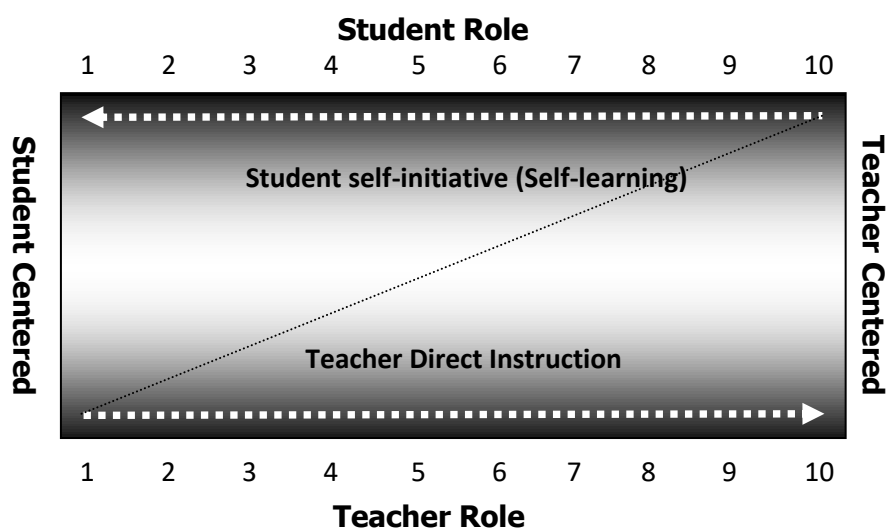 Student Role
1 2 3 4 5 6 7 8 9 10
Student Centered
Teacher Centered
Student self-initiative (Self-learning)
Teacher Direct Instruction
1 2 3 4 5 6 7 8 9 10
Teacher Role